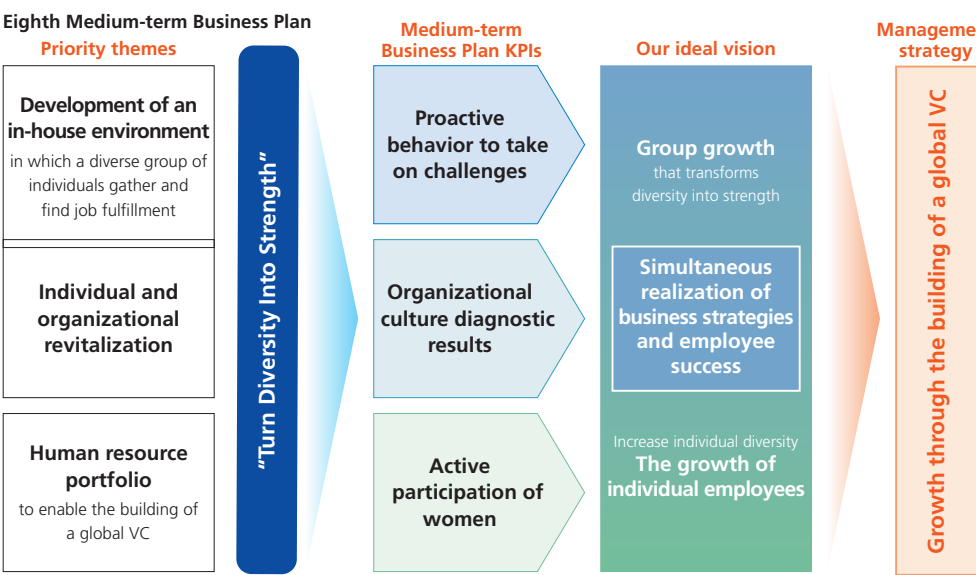 Eighth Medium-term Business Plan
Priority themes
Development of an
in-house environment
in which a diverse group of
individuals gather and
find job fulfillment
Individual and
organizational
revitalization
Human resource
portfolio
to enable the building of
a global VC
"Turn Diversity Into Strength"
Medium-term
Business Plan KPIs
Proactive
behavior to take
on challenges
Organizational
culture diagnostic
results
Active
participation of
women
Our ideal vision
Group growth
that transforms
diversity into strength
Simultaneous
realization of
business strategies
and employee
success
Increase individual diversity
The growth of
individual employees
Manageme
strategy
Growth through the building of a global VC